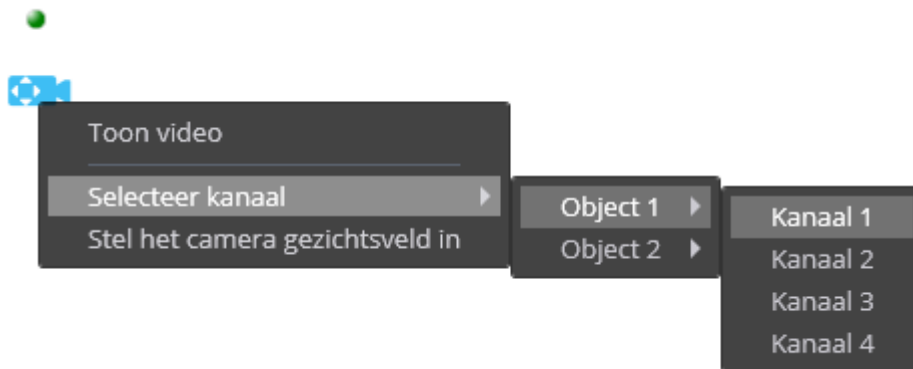 Toon video
Selecteer kanaal
Stel het camera gezichtsveld in
Object 1
Object 2
Kanaal 1
Kanaal 2
Kanaal 3
Kanaal 4